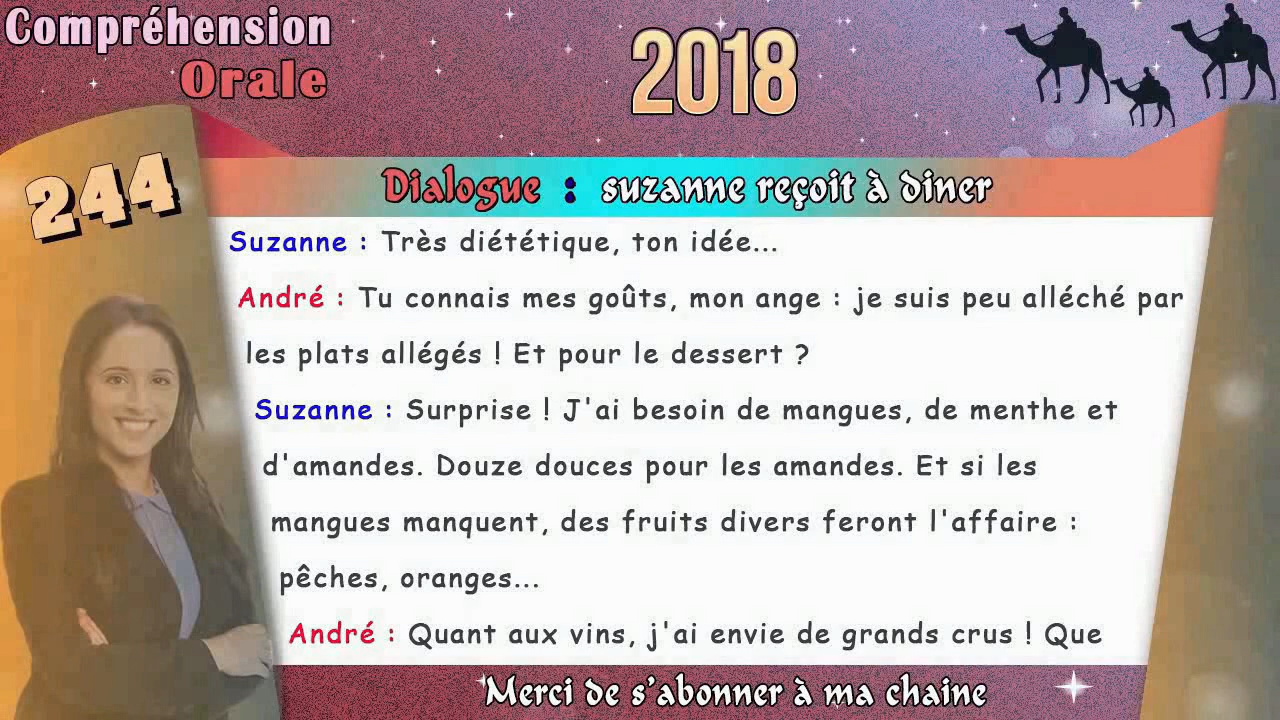 Compréhension
Orale
2018
244
Dialogue : suzanne reçoit à diner
Suzanne : Très diététique, ton idée...
André : Tu connais mes goûts, mon ange : je suis peu alléché par
les plats allégés ! Et pour le dessert ?
Suzanne : Surprise ! J'ai besoin de mangues, de menthe et
d'amandes. Douze douces pour les amandes. Et si les
mangues manquent, des fruits divers feront l'affaire :
pêches, oranges...
André : Quant aux vins, j'ai envie de grands crus ! Que
Merci de s'abonner à ma chaine